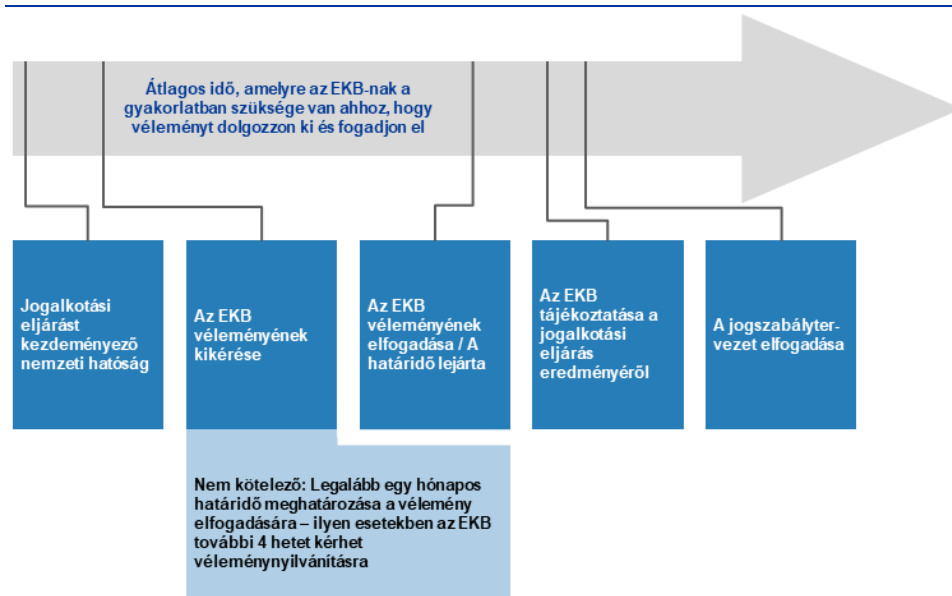 Átlagos idő, amelyre az EKB-nak a
gyakorlatban szüksége van ahhoz, hogy
véleményt dolgozzon ki és fogadjon el
Jogalkotási
eljárást
kezdeményező
nemzeti hatóság
Az EKB
véleményének
kikérése
Az EKB
véleményének
elfogadása / A
határidő lejárta
Az EKB
tájékoztatása a
jogalkotási
eljárás
eredményéről
A jogszabályter-
vezet elfogadása
Nem kötelező: Legalább egy hónapos
határidő meghatározása a vélemény
elfogadására – ilyen esetekben az EKB
további 4 hetet kérhet
véleménynyilvánításra